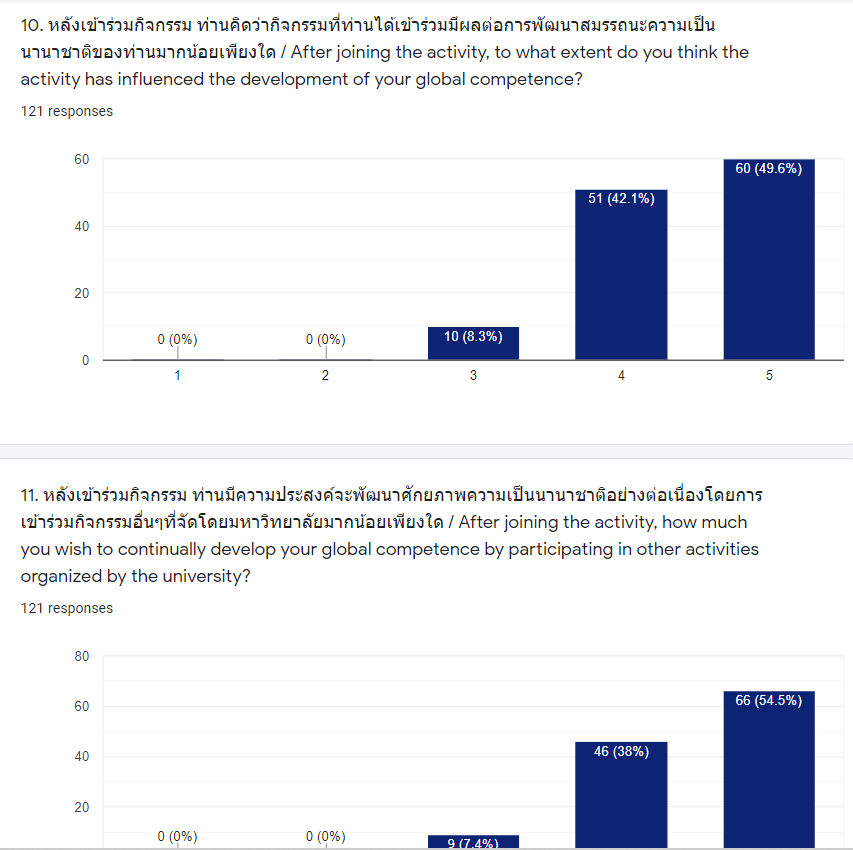 10. หลังเข้าร่วมกิจกรรม ท่านคิดว่ากิจกรรมที่ท่านได้เข้าร่วมมีผลต่อการพัฒนาสมรรถนะความเป็น
นานาชาติของท่านมากน้อยเพียงใด / After joining the activity, to what extent do you think the
activity has influenced the development of your global competence?
121 responses
60
40
20
0
0 (0%)
0 (0%)
10 (8.3%)
51 (42.1%)
60 (49.6%)
1
2
3
4
5
11. หลังเข้าร่วมกิจกรรม ท่านมีความประสงค์จะพัฒนาศักยภาพความเป็นนานาชาติอย่างต่อเนื่องโดยการ
เข้าร่วมกิจกรรมอื่นๆที่จัดโดยมหาวิทยาลัยมากน้อยเพียงใด / After joining the activity, how much
you wish to continually develop your global competence by participating in other activities
organized by the university?
121 responses
80
60
40
20
0 (0%)
0 (0%)
9 (7.4%)
46 (38%)
66 (54.5%)